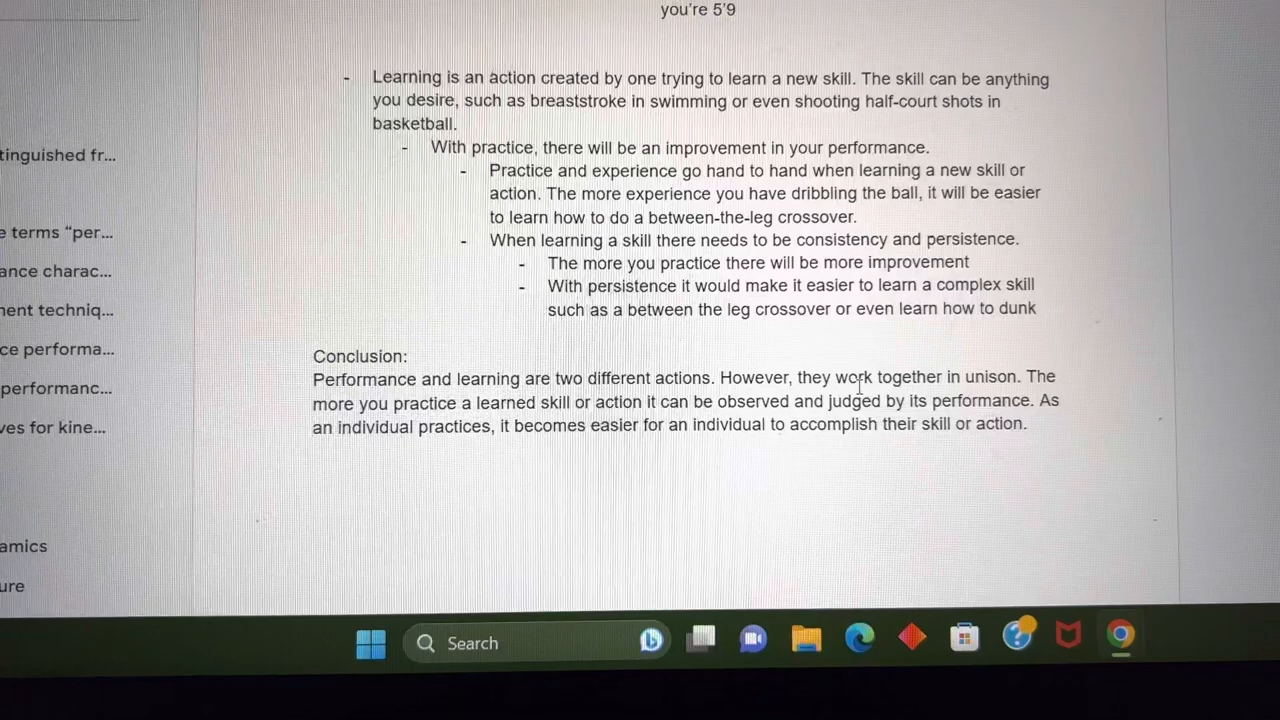 you're 5'9
- Learning is an action created by one trying to learn a new skill. The skill can be anything
you desire, such as breaststroke in swimming or even shooting half-court shots in
basketball.
- With practice, there will be an improvement in your performance.
- Practice and experience go hand to hand when learning a new skill or
action. The more experience you have dribbling the ball, it will be easier
to learn how to do a between-the-leg crossover.
- When learning a skill there needs to be consistency and persistence.
- The more you practice there will be more improvement
- With persistence it would make it easier to learn a complex skill
such as a between the leg crossover or even learn how to dunk
Conclusion:
Performance and learning are two different actions. However, they work together in unison. The
more you practice a learned skill or action it can be observed and judged by its performance. As
an individual practices, it becomes easier for an individual to accomplish their skill or action.
tinguished fr...
e terms “per...
ance charac...
nent techniq...
ce performa...
performanc...
ves for kine...
amics
ure
Search